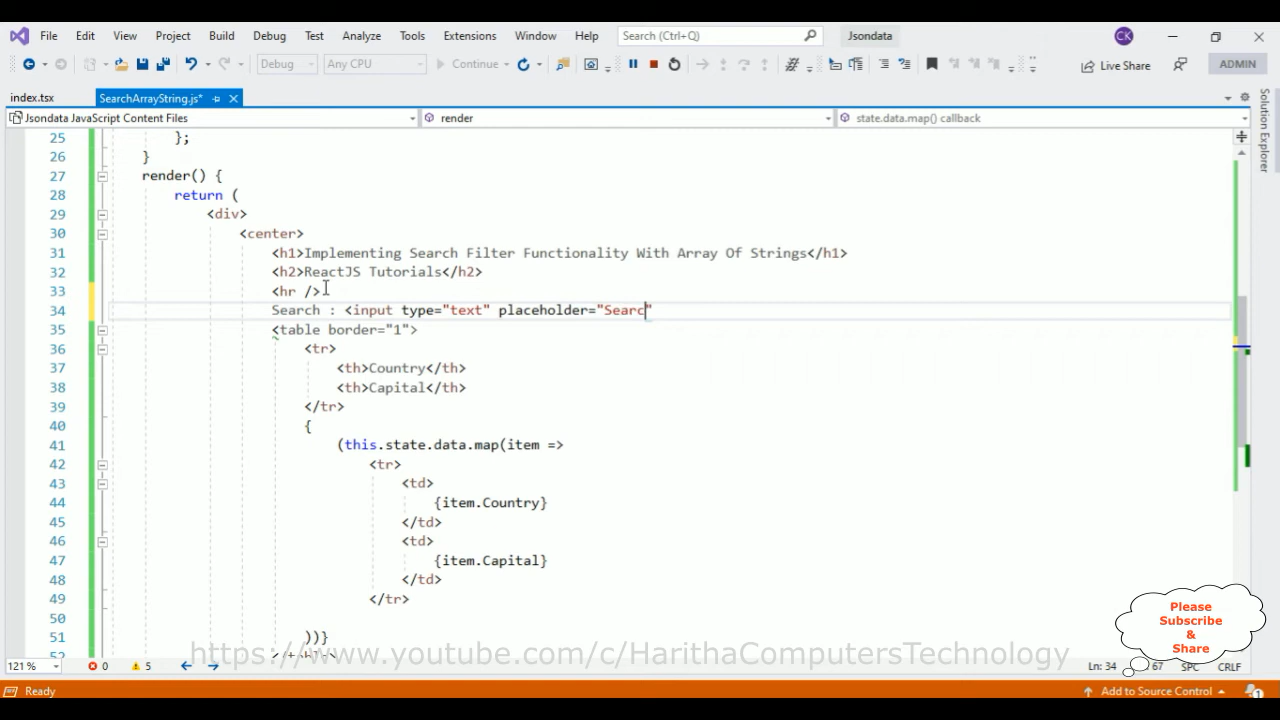 File Edit View Project Build Debug Test Analyze Tools Extensions Window Help Search (Ctrl+Q) Jsondata CK
Debug Any CPU Continue Live Share ADMIN
index.tsx SearchArrayString.js*
Jsondata JavaScript Content Files render state.data.map() callback
Solution Explorer
25 };
26 }
27 render() {
28 return (
29 <div>
30 <center>
31 <h1>Implementing Search Filter Functionality With Array Of Strings</h1>
32 <h2>ReactJS Tutorials</h2>
33 <hr />
34 Search : <input type="text" placeholder="Searc"
35 <table border="1">
36 <tr>
37 <th>Country</th>
38 <th>Capital</th>
39 </tr>
40 {
41 (this.state.data.map(item =>
42 <tr>
43 <td>
44 {item.Country}
45 </td>
46 <td>
47 {item.Capital}
48 </td>
49 </tr>
50
51 ))}
52
Please
Subscribe
&
Share
https://www.youtube.com/c/HarithaComputersTechnology
121 % 0 5 Ln: 34 67 SPC CRLF
Ready Add to Source Control 1